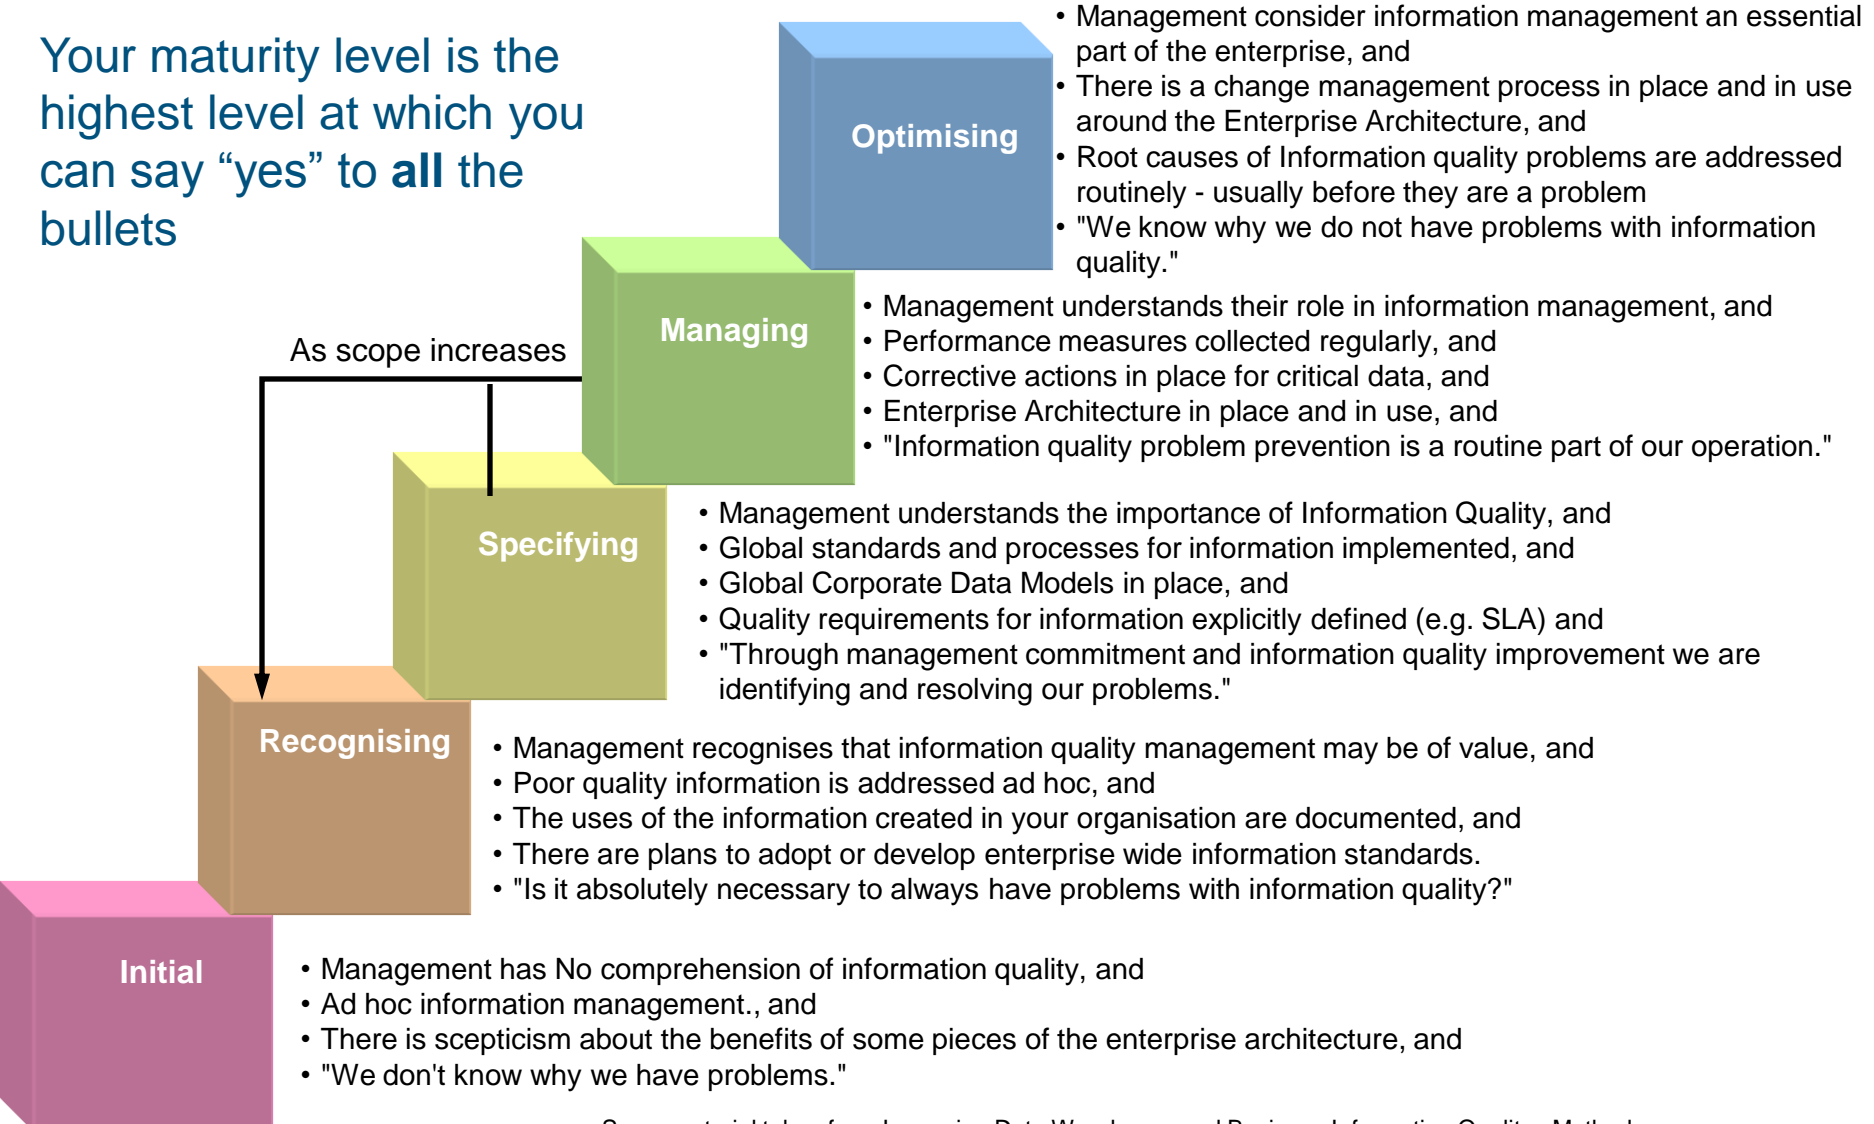 Your maturity level is the
highest level at which you
can say “yes” to all the
bullets
Optimising
• Management consider information management an essential
part of the enterprise, and
• There is a change management process in place and in use
around the Enterprise Architecture, and
• Root causes of Information quality problems are addressed
routinely - usually before they are a problem
• "We know why we do not have problems with information
quality."
Managing
• Management understands their role in information management, and
• Performance measures collected regularly, and
• Corrective actions in place for critical data, and
• Enterprise Architecture in place and in use, and
• "Information quality problem prevention is a routine part of our operation."
As scope increases
Specifying
• Management understands the importance of Information Quality, and
• Global standards and processes for information implemented, and
• Global Corporate Data Models in place, and
• Quality requirements for information explicitly defined (e.g. SLA) and
• "Through management commitment and information quality improvement we are
identifying and resolving our problems."
Recognising
• Management recognises that information quality management may be of value, and
• Poor quality information is addressed ad hoc, and
• The uses of the information created in your organisation are documented, and
• There are plans to adopt or develop enterprise wide information standards.
• "Is it absolutely necessary to always have problems with information quality?"
Initial
• Management has No comprehension of information quality, and
• Ad hoc information management., and
• There is scepticism about the benefits of some pieces of the enterprise architecture, and
• "We don't know why we have problems."